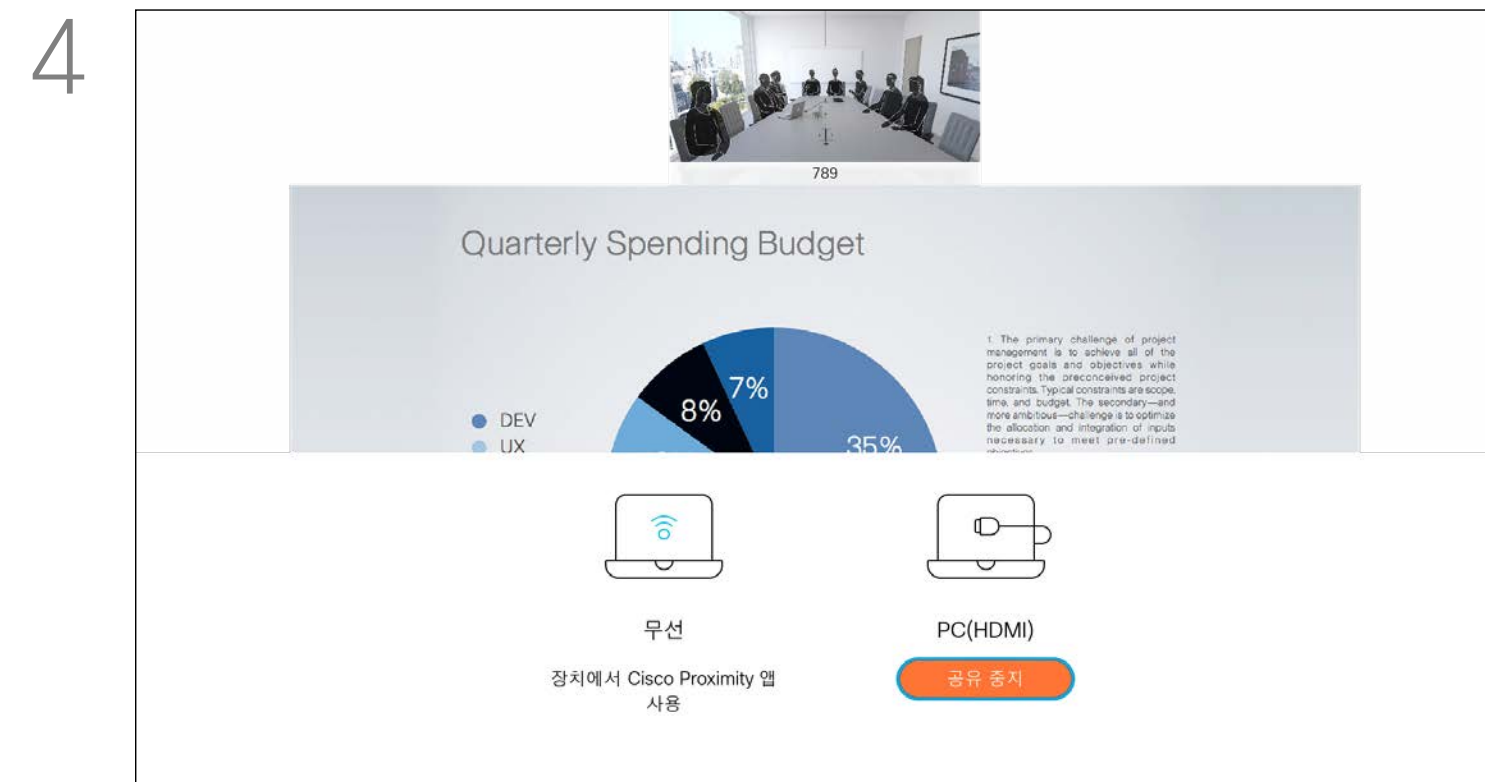 4
789
Quarterly Spending Budget
7%
8%
35%
DEV
UX
1. The primary challenge of project
management is to achieve all of the
project goals and objectives while
honoring the preconceived project
constraints. Typical constraints are scope,
time, and budget. The secondary—and
more ambitious—challenge is to optimize
the allocation and integration of inputs
necessary to meet pre-defined
무선
장치에서 Cisco Proximity 앱
사용
PC(HDMI)
공유 중지